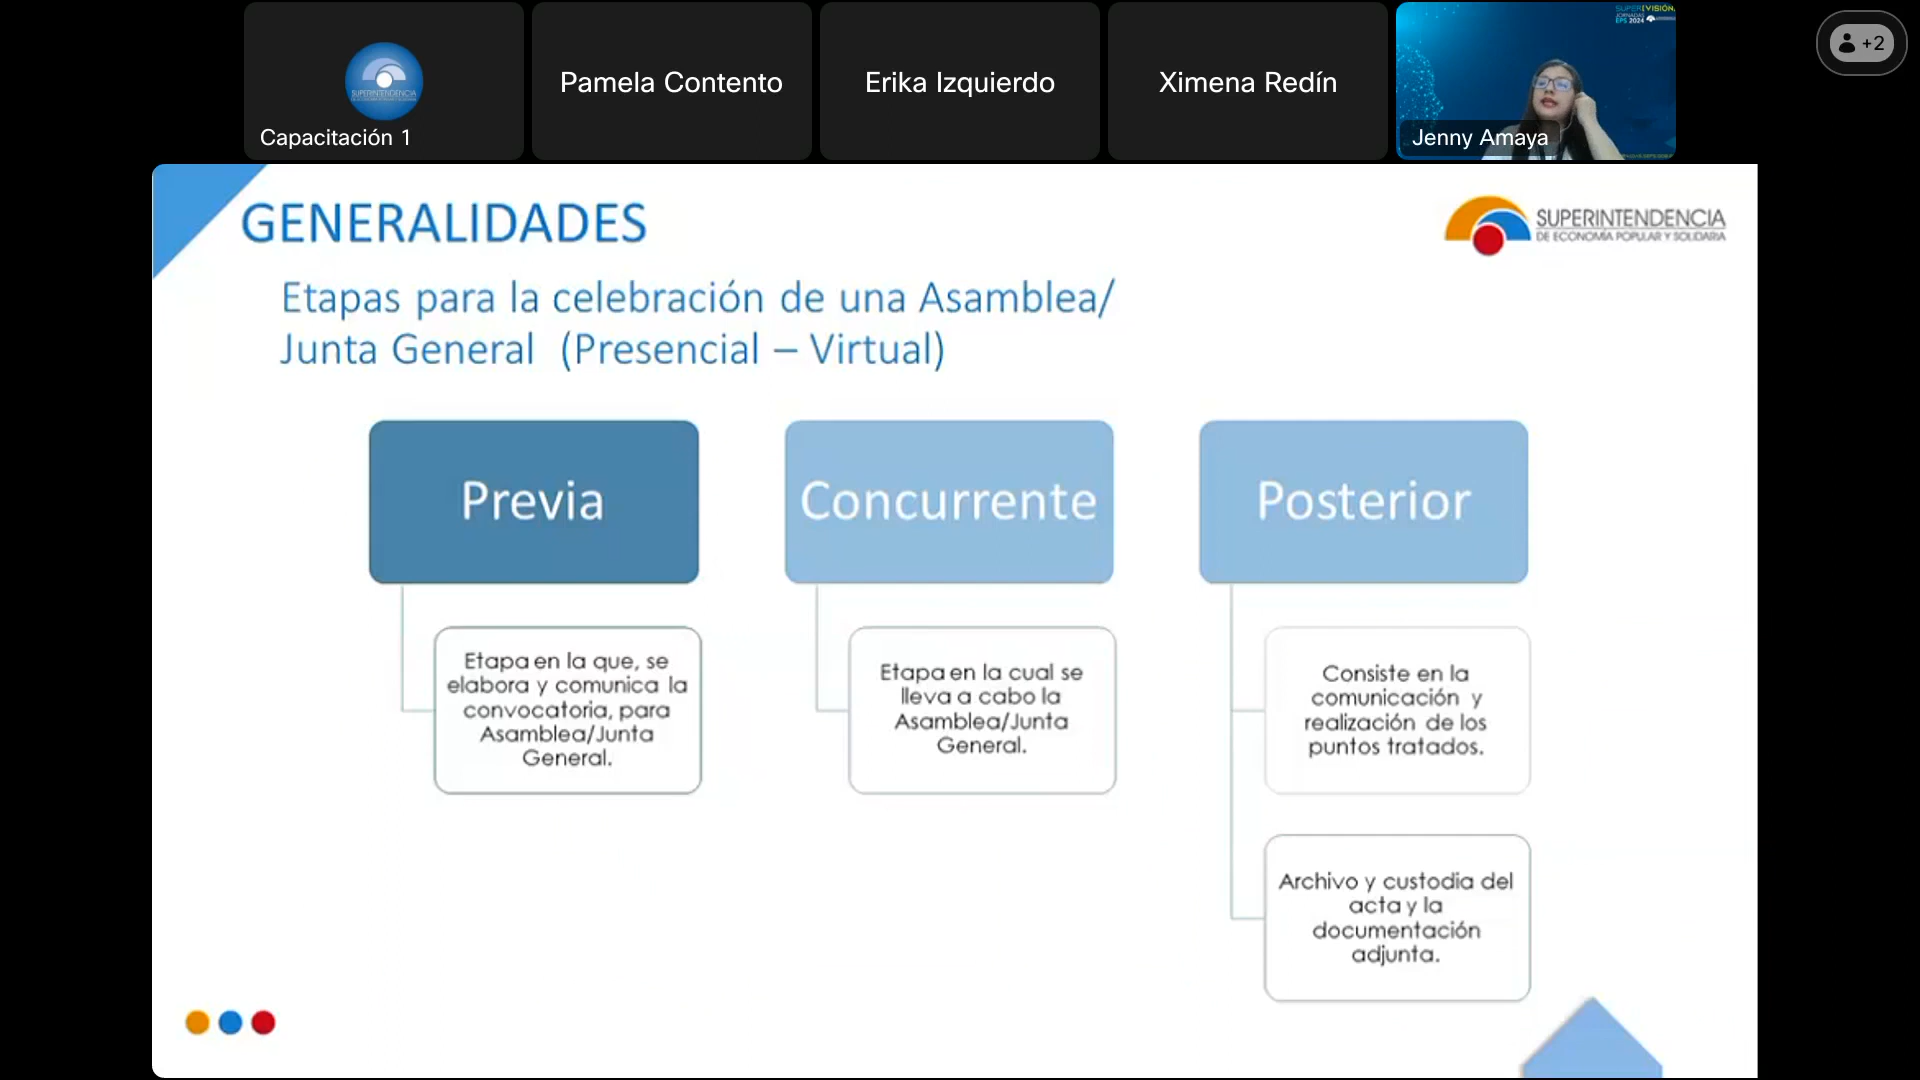 Capacitación 1
Pamela Contento
Erika Izquierdo
Ximena Redín
Jenny Amaya
+2
GENERALIDADES
SUPERINTENDENCIA
DE ECONOMÍA POPULAR Y SOLIDARIA
Etapas para la celebración de una Asamblea/
Junta General (Presencial – Virtual)
Previa
Etapa en la que, se
elabora y comunica la
convocatoria, para
Asamblea/Junta
General.
Concurrente
Etapa en la cual se
lleva a cabo la
Asamblea/Junta
General.
Posterior
Consiste en la
comunicación y
realización de los
puntos tratados.
Archivo y custodia del
acta y la
documentación
adjunta.